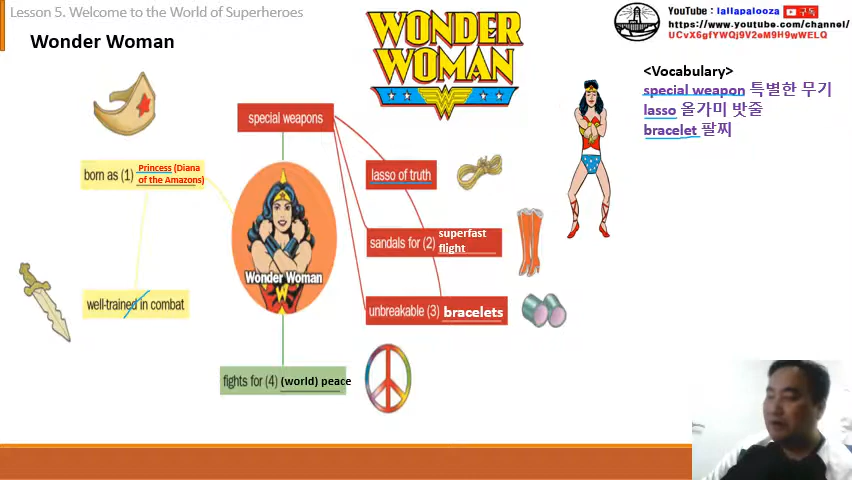 Lesson 5. Welcome to the World of Superheroes
Wonder Woman
WONDER
WOMAN
YouTube : lallapalooza 구독
https://www.youtube.com/channel/
UCvX6gfYWQj9V2eM9H9wWELQ
<Vocabulary>
special weapon 특별한 무기
lasso 올가미 밧줄
bracelet 팔찌
special weapons
born as (1) Princess (Diana
of the Amazons)
lasso of truth
sandals for (2) superfast
flight
Wonder Woman
well-trained in combat
unbreakable (3) bracelets
fights for (4) (world) peace